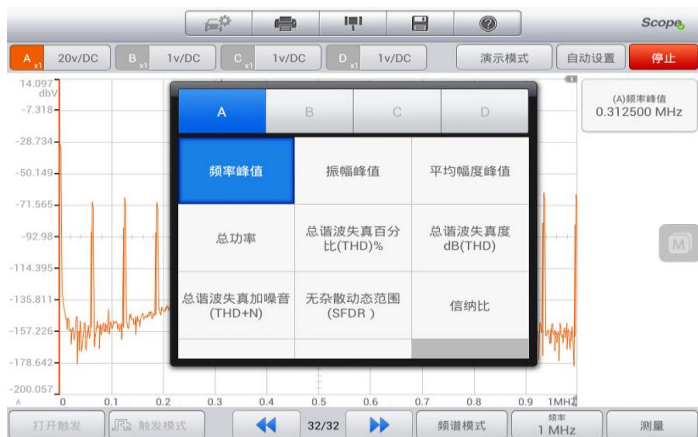 Scope
A x1 20v/DC
B x1 1v/DC
C x1 1v/DC
D x1 1v/DC
演示模式
自动设置
停止
14.097
dbV
-7.318
-28.734
-50.149
-71.565
-92.98
-114.395
-135.811
-157.226
-178.642
-200.057
A B C D
频率峰值
振幅峰值
平均幅度峰值
总功率
总谐波失真百分
比(THD)%
总谐波失真度
dB(THD)
总谐波失真加噪音
(THD+N)
无杂散动态范围
(SFDR )
信纳比
(A)频率峰值
0.312500 MHz
M
A 0 0.1 0.2 0.3 0.4 0.5 0.6 0.7 0.8 0.9 1MHZ
打开触发
触发模式
32/32
频谱模式
频率
1 MHz
测量